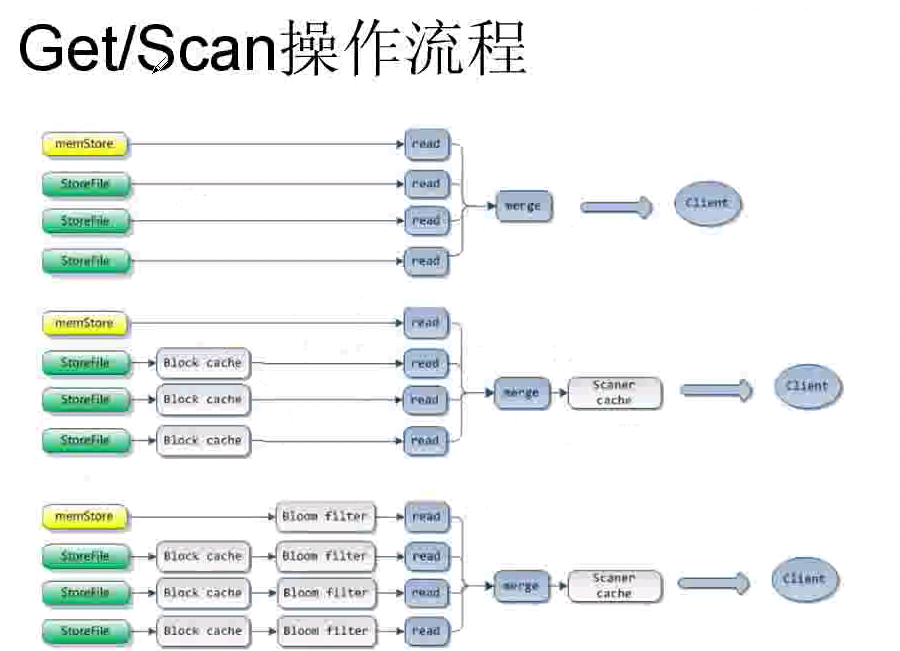 Get/Scan操作流程
memStore
read
StoreFile
read
StoreFile
read
StoreFile
read
merge
Client
memStore
read
StoreFile
Block cache
read
StoreFile
Block cache
read
StoreFile
Block cache
read
merge
Scaner
cache
Client
memStore
Bloom filter
read
StoreFile
Block cache
Bloom filter
read
StoreFile
Block cache
Bloom filter
read
StoreFile
Block cache
Bloom filter
read
merge
Scaner
cache
Client